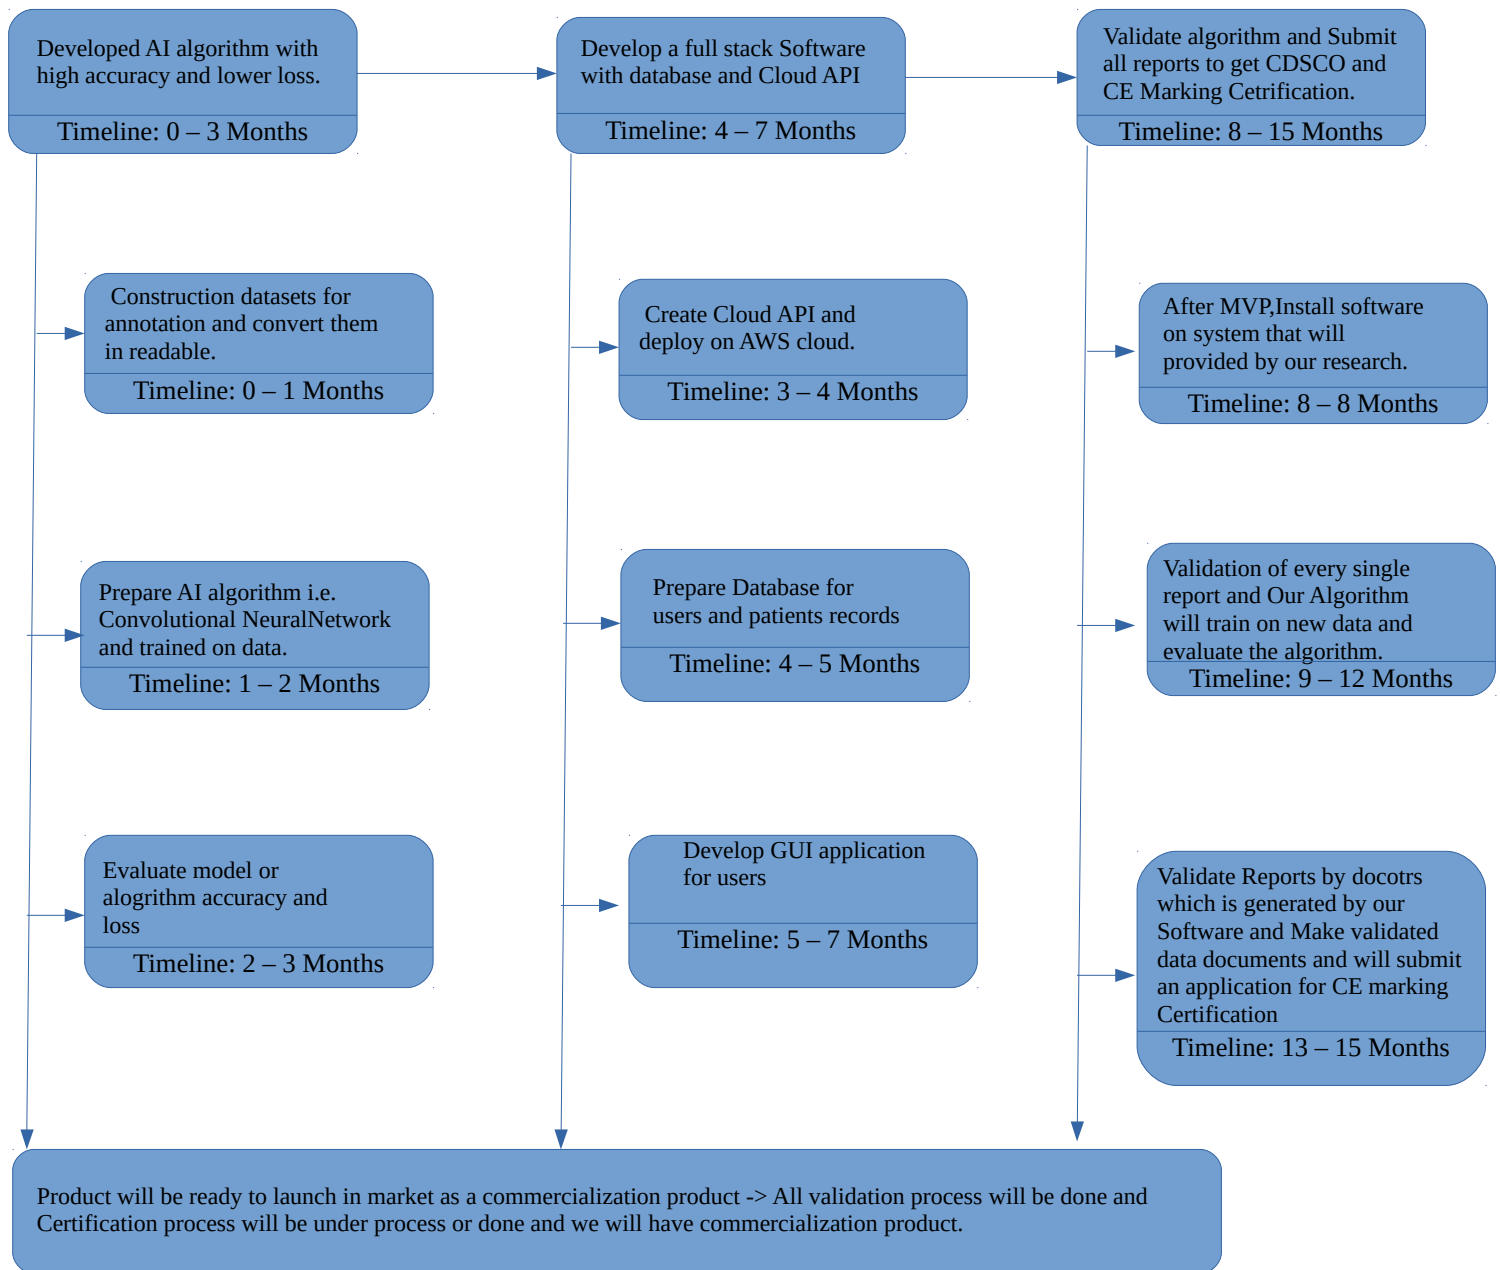 Developed AI algorithm with
high accuracy and lower loss.
Timeline: 0 – 3 Months
Develop a full stack Software
with database and Cloud API
Timeline: 4 – 7 Months
Validate algorithm and Submit
all reports to get CDSCO and
CE Marking Cetrification.
Timeline: 8 – 15 Months
Construction datasets for
annotation and convert them
in readable.
Timeline: 0 – 1 Months
Create Cloud API and
deploy on AWS cloud.
Timeline: 3 – 4 Months
After MVP,Install software
on system that will
provided by our research.
Timeline: 8 – 8 Months
Prepare AI algorithm i.e.
Convolutional NeuralNetwork
and trained on data.
Timeline: 1 – 2 Months
Prepare Database for
users and patients records
Timeline: 4 – 5 Months
Validation of every single
report and Our Algorithm
will train on new data and
evaluate the algorithm.
Timeline: 9 – 12 Months
Evaluate model or
alogrithm accuracy and
loss
Timeline: 2 – 3 Months
Develop GUI application
for users
Timeline: 5 – 7 Months
Validate Reports by docotrs
which is generated by our
Software and Make validated
data documents and will submit
an application for CE marking
Certification
Timeline: 13 – 15 Months
Product will be ready to launch in market as a commercialization product -> All validation process will be done and
Certification process will be under process or done and we will have commercialization product.